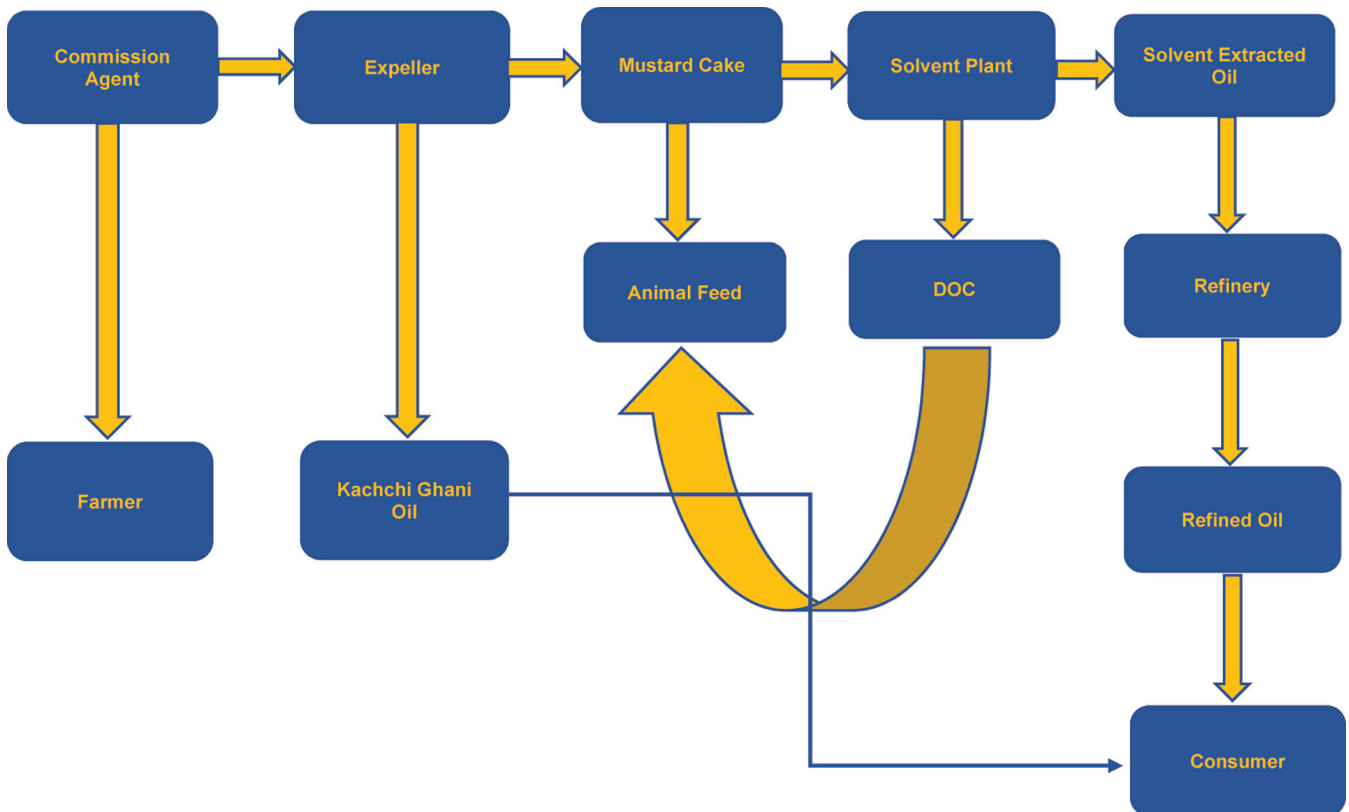 Commission
Agent
Expeller
Mustard Cake
Solvent Plant
Solvent Extracted
Oil
Animal Feed
DOC
Refinery
Farmer
Kachchi Ghani
Oil
Refined Oil
Consumer